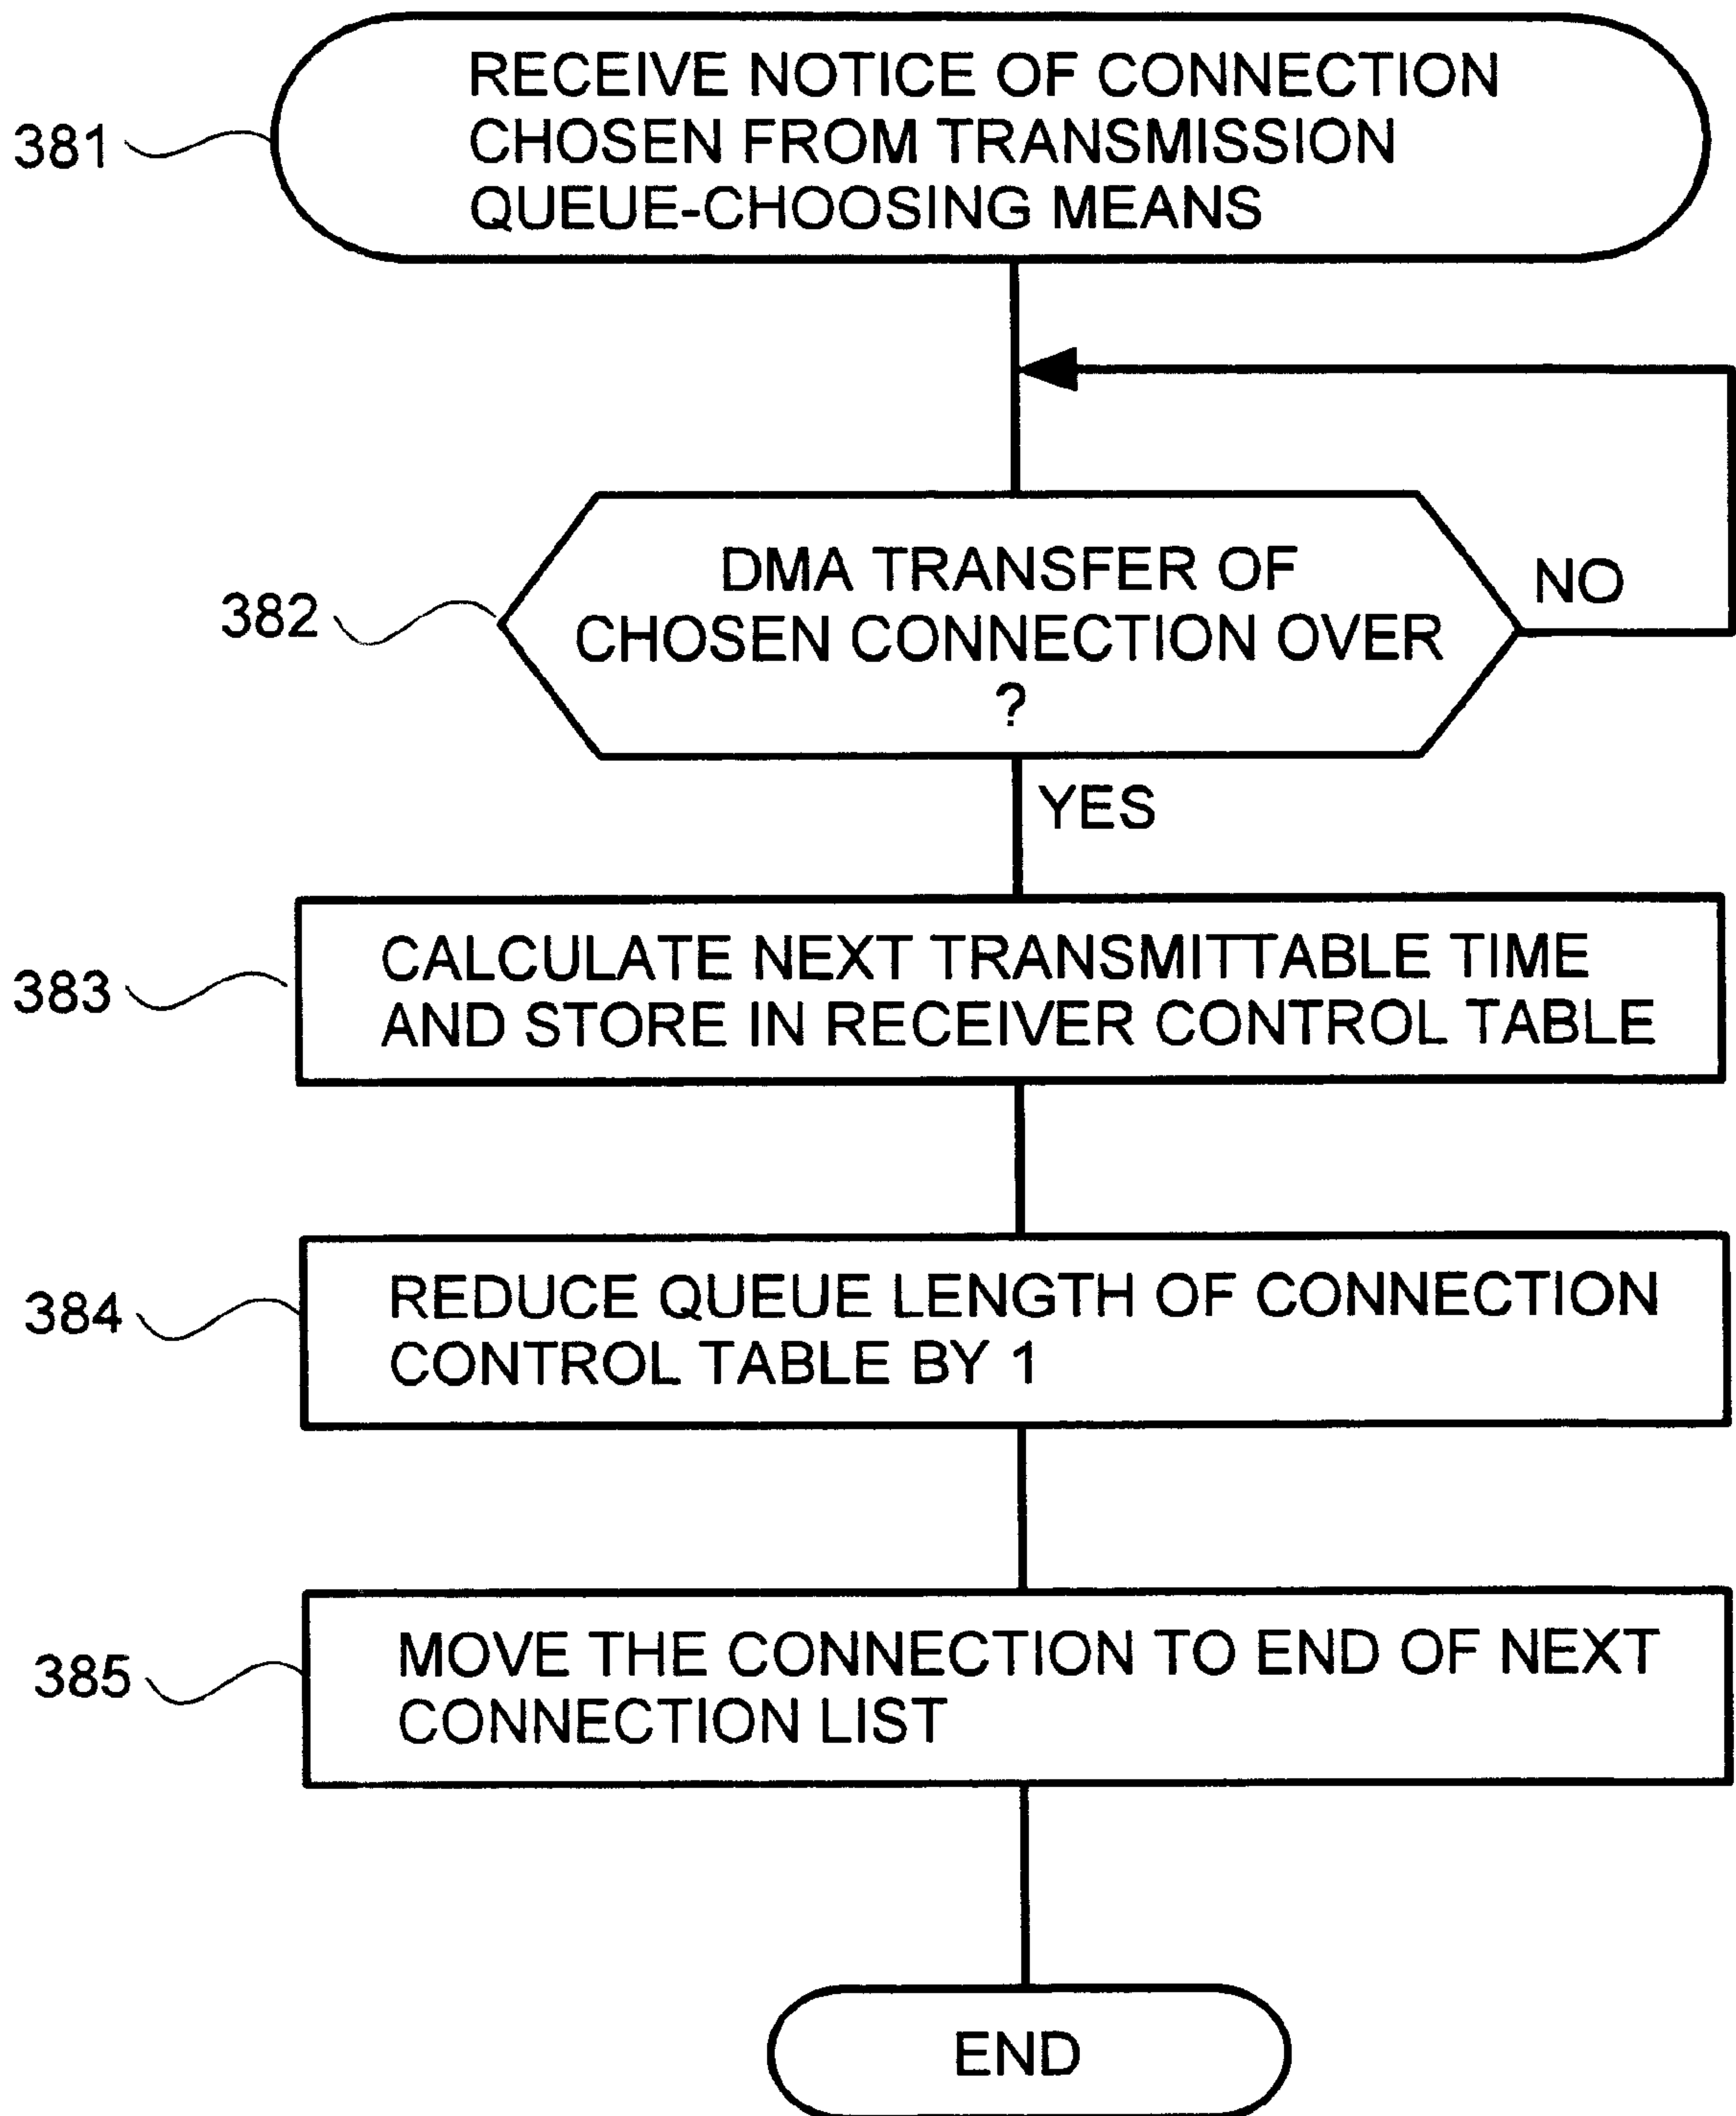 RECEIVE NOTICE OF CONNECTION
CHOSEN FROM TRANSMISSION
QUEUE-CHOOSING MEANS
381
DMA TRANSFER OF
CHOSEN CONNECTION OVER
?
NO
382
YES
CALCULATE NEXT TRANSMITTABLE TIME
AND STORE IN RECEIVER CONTROL TABLE
383
REDUCE QUEUE LENGTH OF CONNECTION
CONTROL TABLE BY 1
384
MOVE THE CONNECTION TO END OF NEXT
CONNECTION LIST
385
END